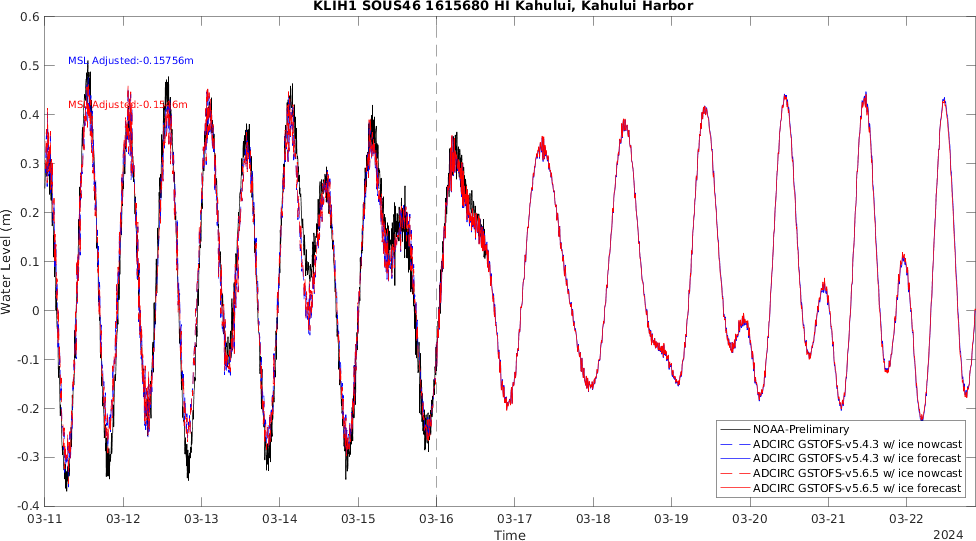 KLIH1 SOUS46 1615680 HI Kahului, Kahului Harbor
0.6
0.5
0.4
0.3
0.2
0.1
0
-0.1
-0.2
-0.3
-0.4
Water Level (m)
MSL Adjusted:-0.15756m
MSL Adjusted:
NOAA-Preliminary
ADCIRC GSTOFS-v5.4.3 w/ ice nowcast
ADCIRC GSTOFS-v5.4.3 w/ ice forecast
ADCIRC GSTOFS-v5.6.5 w/ ice nowcast
ADCIRC GSTOFS-v5.6.5 w/ ice forecast
03-11 03-12 03-13 03-14 03-15 03-16 03-17 03-18 03-19 03-20 03-21 03-22
Time
2024